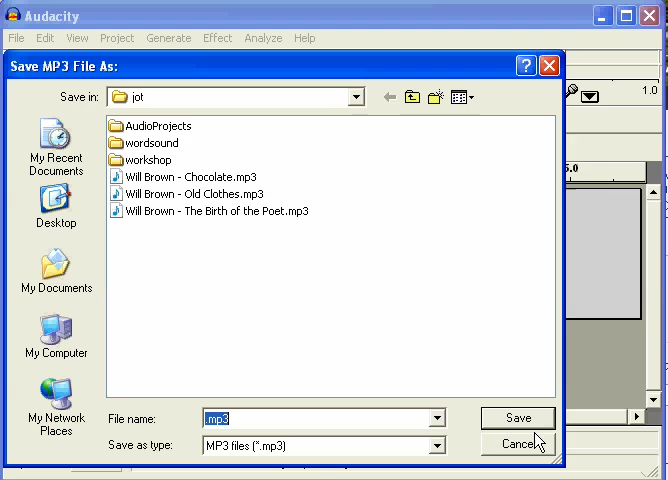 Audacity
File Edit View Project Generate Effect Analyze Help
Save MP3 File As:
Save in: jot
1.0
My Recent
Documents
Desktop
My Documents
My Computer
My Network
Places
AudioProjects
wordsound
workshop
Will Brown - Chocolate.mp3
Will Brown - Old Clothes.mp3
Will Brown - The Birth of the Poet.mp3
5.0
File name: .mp3
Save
Save as type: MP3 files (*.mp3)
Cancel